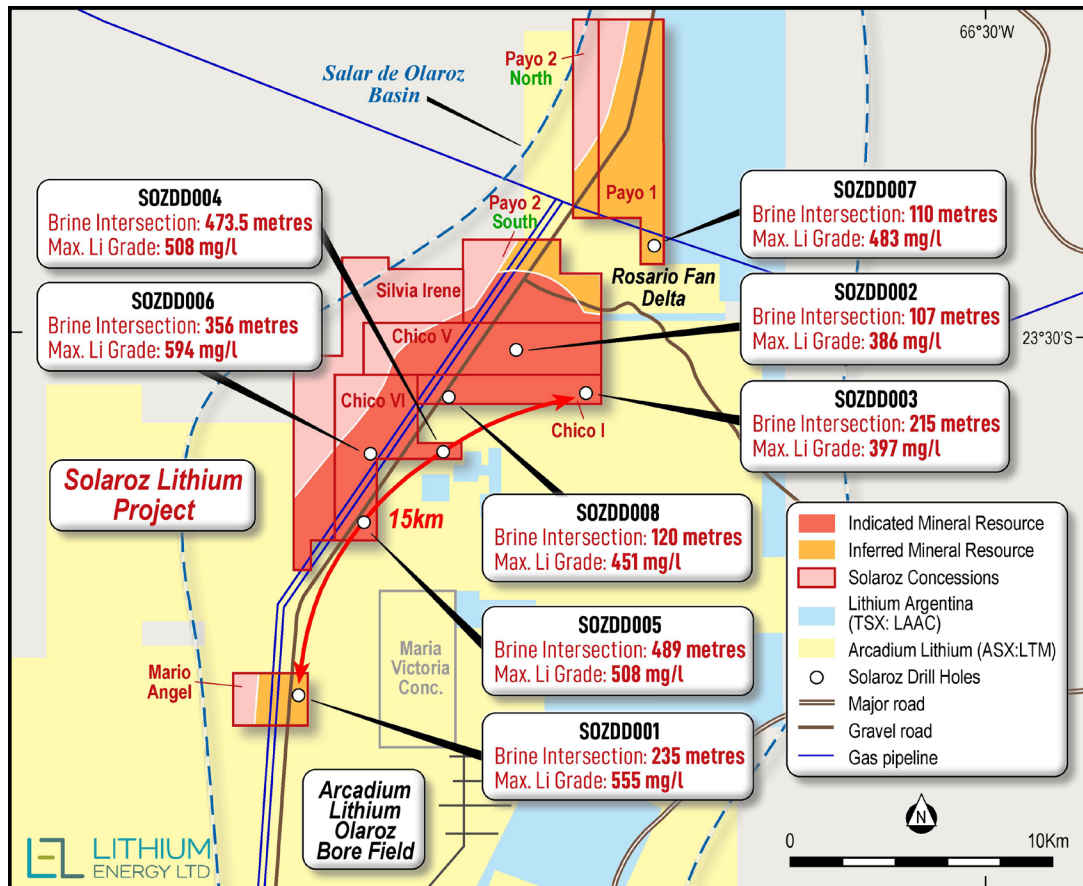 66°30'W
Payo 2
North
Salar de Olaroz
Basin
SOZDD004
Brine Intersection: 473.5 metres
Max. Li Grade: 508 mg/l
Payo 2
South
Payo 1
SOZDD007
Brine Intersection: 110 metres
Max. Li Grade: 483 mg/l
Rosario Fan
Delta
Silvia Irene
SOZDD006
Brine Intersection: 356 metres
Max. Li Grade: 594 mg/l
SOZDD002
Brine Intersection: 107 metres
Max. Li Grade: 386 mg/l
23°30'S
Chico V
Chico VI
Chico I
SOZDD003
Brine Intersection: 215 metres
Max. Li Grade: 397 mg/l
Solaroz Lithium
Project
15km
SOZDD008
Brine Intersection: 120 metres
Max. Li Grade: 451 mg/l
Indicated Mineral Resource
Inferred Mineral Resource
Solaroz Concessions
Lithium Argentina
(TSX: LAAC)
Arcadium Lithium (ASX:LTM)
Solaroz Drill Holes
Major road
Gravel road
Gas pipeline
SOZDD005
Brine Intersection: 489 metres
Max. Li Grade: 508 mg/l
Maria
Victoria
Conc.
Mario
Angel
SOZDD001
Brine Intersection: 235 metres
Max. Li Grade: 555 mg/l
Arcadium
Lithium
Olaroz
Bore Field
N
0 10Km
LEL LITHIUM
ENERGY LTD